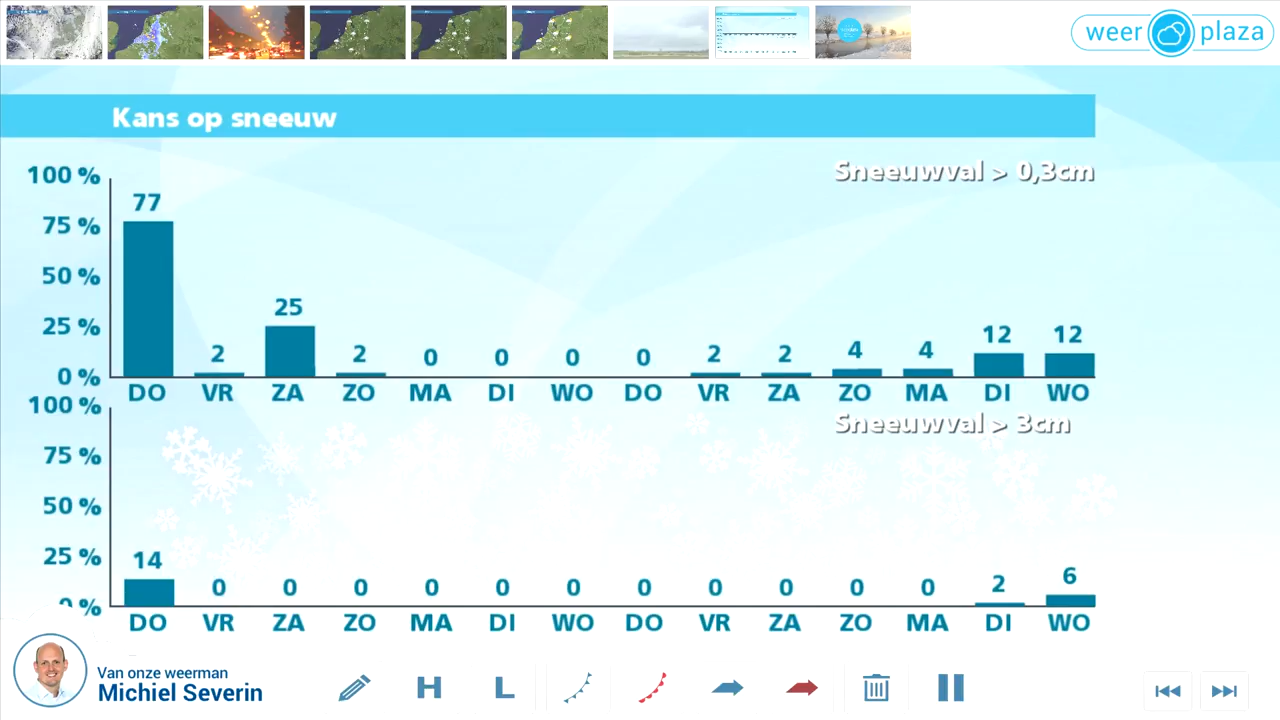 weer plaza
Kans op sneeuw
Sneeuwval > 0,3cm
100 %
75 %
50 %
25 %
0 %
77 2 25 2 0 0 0 0 2 2 4 4 12 12
DO VR ZA ZO MA DI WO DO VR ZA ZO MA DI WO
Sneeuwval > 3cm
100 %
75 %
50 %
25 %
0 %
14 0 0 0 0 0 0 0 0 0 0 0 2 6
DO VR ZA ZO MA DI WO DO VR ZA ZO MA DI WO
Van onze weerman
Michiel Severin
H L